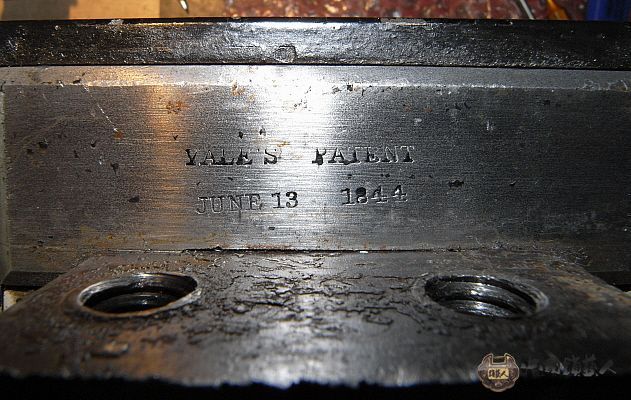 YALE'S PATENT
JUNE 13 1844